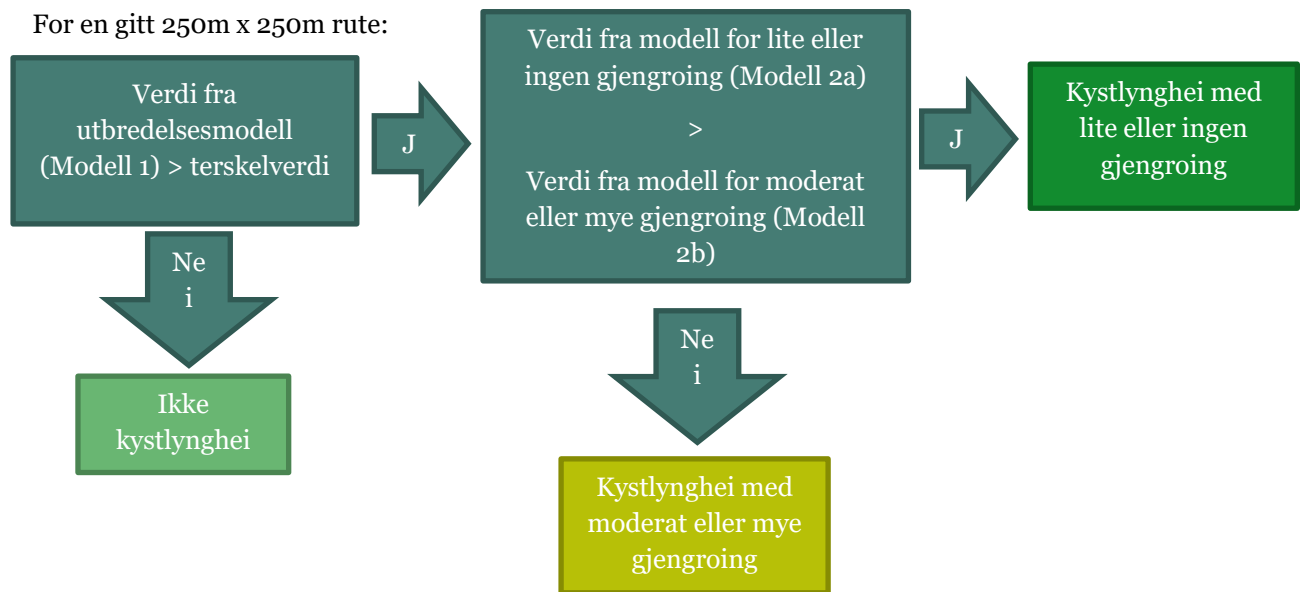 For en gitt 250m x 250m rute:
Verdi fra
utbredelsesmodell
(Modell 1) > terskelverdi
J
Verdi fra modell for lite eller
ingen gjengroing (Modell 2a)
>
Verdi fra modell for moderat
eller mye gjengroing (Modell
2b)
J
Kystlynghei med
lite eller ingen
gjengroing
Ne
i
Ikke
kystlynghei
Ne
i
Kystlynghei med
moderat eller mye
gjengroing